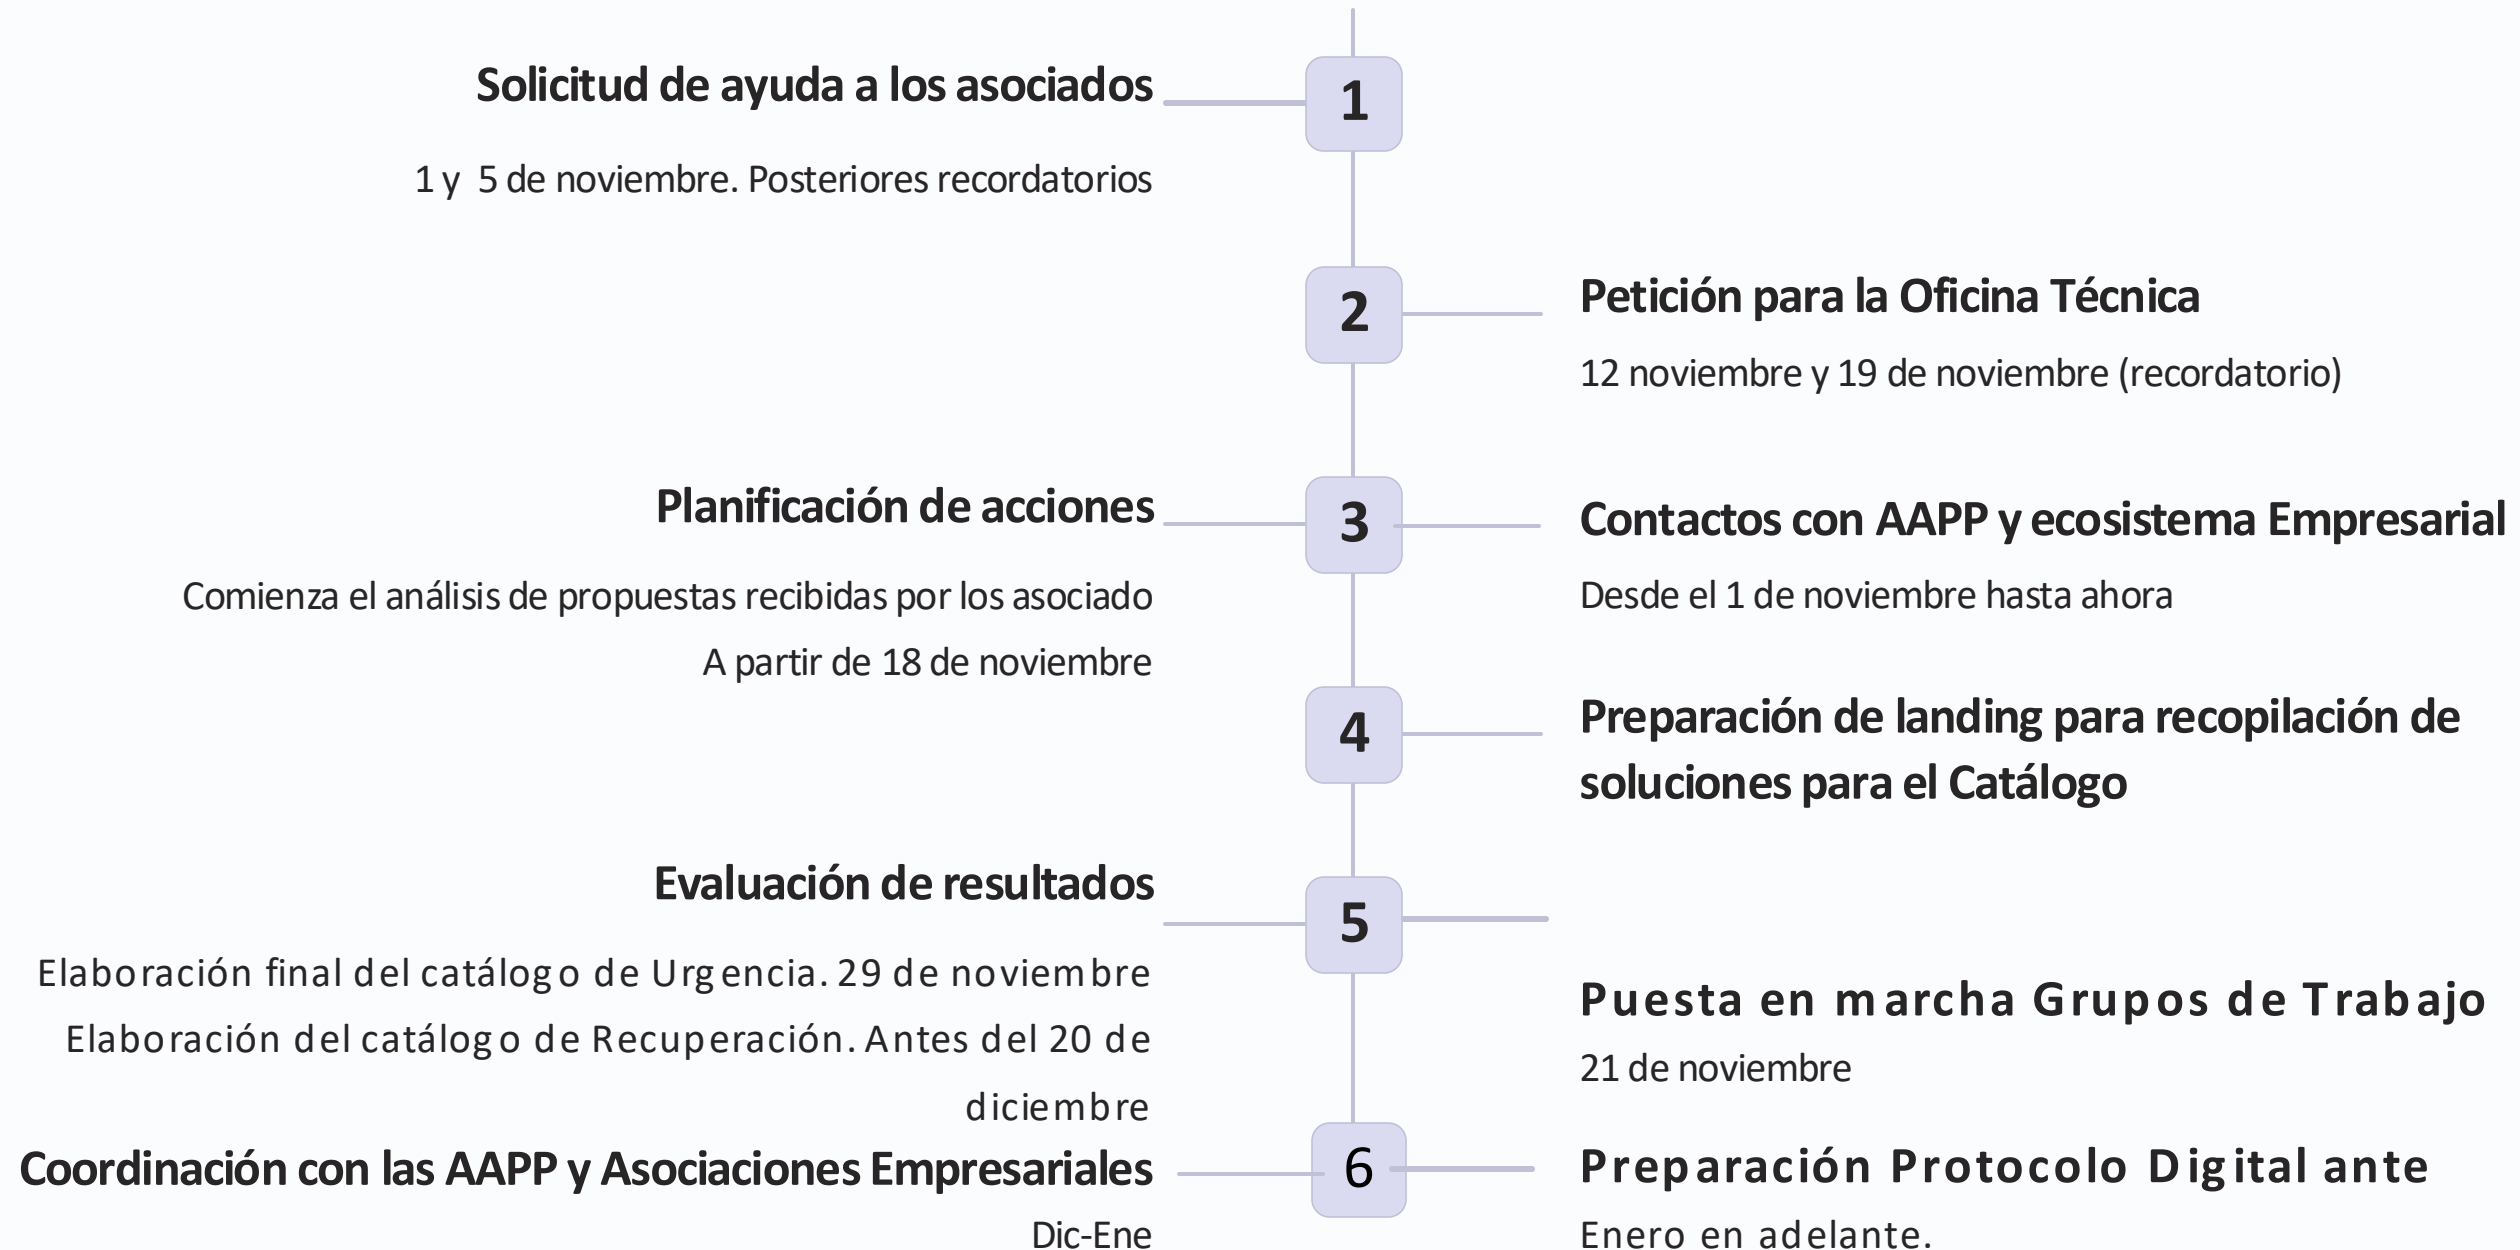 Solicitud de ayuda a los asociados
1
1 y 5 de noviembre. Posteriores recordatorios
2
Petición para la Oficina Técnica
12 noviembre y 19 de noviembre (recordatorio)
Planificación de acciones
Comienza el análisis de propuestas recibidas por los asociado
A partir de 18 de noviembre
3
Contactos con AAPP y ecosistema Empresarial
Desde el 1 de noviembre hasta ahora
4
Preparación de landing para recopilación de
soluciones para el Catálogo
Evaluación de resultados
Elaboración final del catálogo de Urgencia. 29 de noviembre
Elaboración del catálogo de Recuperación. Antes del 20 de
diciembre
5
Puesta en marcha Grupos de Trabajo
21 de noviembre
Coordinación con las AAPP y Asociaciones Empresariales
Dic-Ene
6
Preparación Protocolo Digital ante
Enero en adelante.